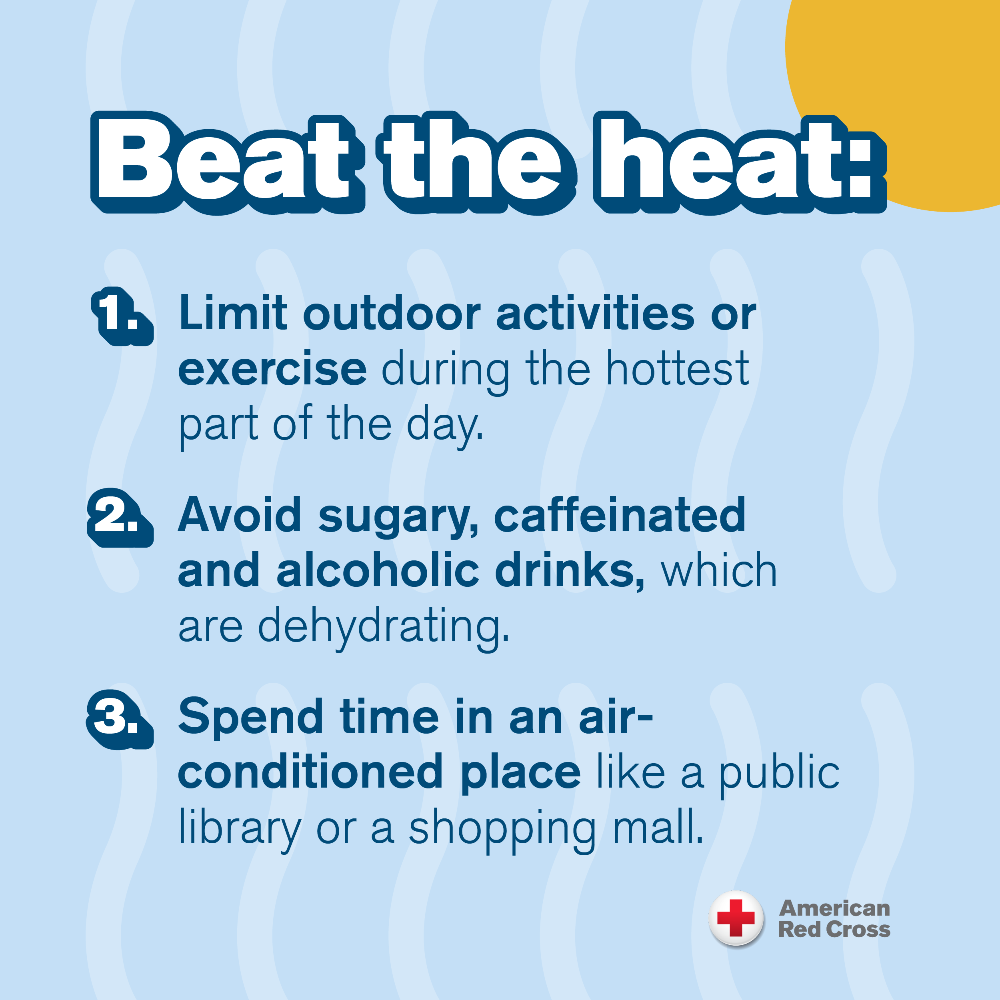 Beat the heat:
1. Limit outdoor activities or
exercise during the hottest
part of the day.
2. Avoid sugary, caffeinated
and alcoholic drinks, which
are dehydrating.
3. Spend time in an air-
conditioned place like a public
library or a shopping mall.
American
Red Cross